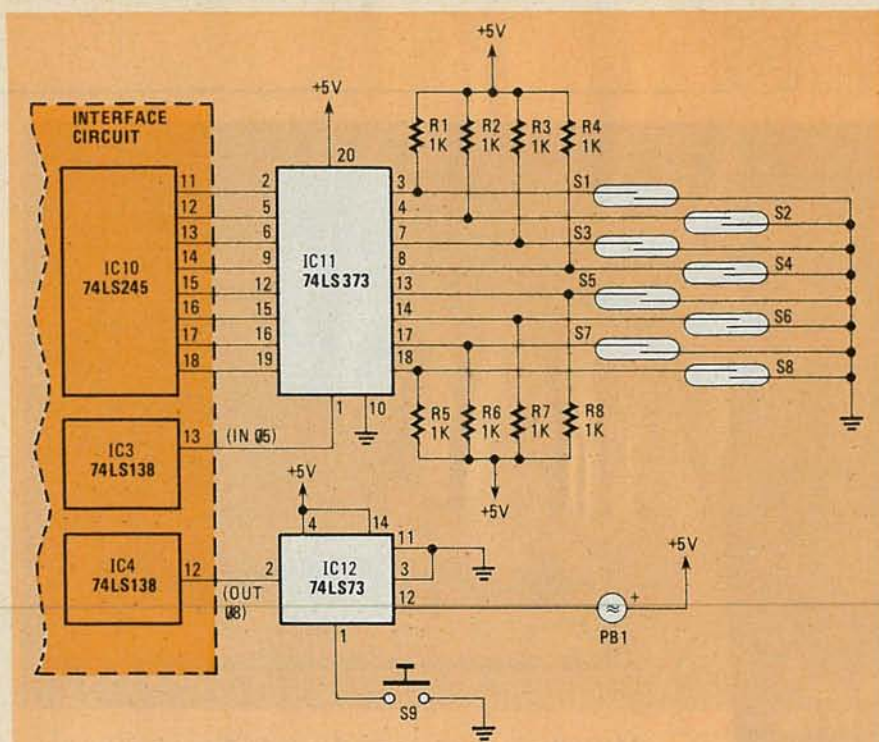 +5V
+5V
INTERFACE
CIRCUIT
R1
1K
R2
1K
R3
1K
R4
1K
20
11 2 3 S1
12 5 4 S2
13 6 7 S3
14 9 8 S4
15 12 13 S5
16 15 14 S6
17 16 17 S7
18 19 18 S8
IC10
74LS245
IC11
74LS373
1 10
R5
1K
R6
1K
R7
1K
R8
1K
IC3
74LS138
13 (IN 05)
+5V
+5V
4 14
11
3
12
IC4
74LS138
12 2
(OUT
08)
IC12
74LS73
+5V
+
PB1
1
S9